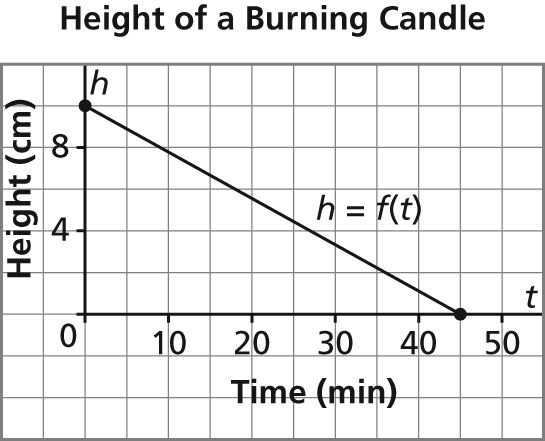 Height of a Burning Candle
h
Height (cm)
8
4
h = f(t)
t
0
10 20 30 40 50
Time (min)